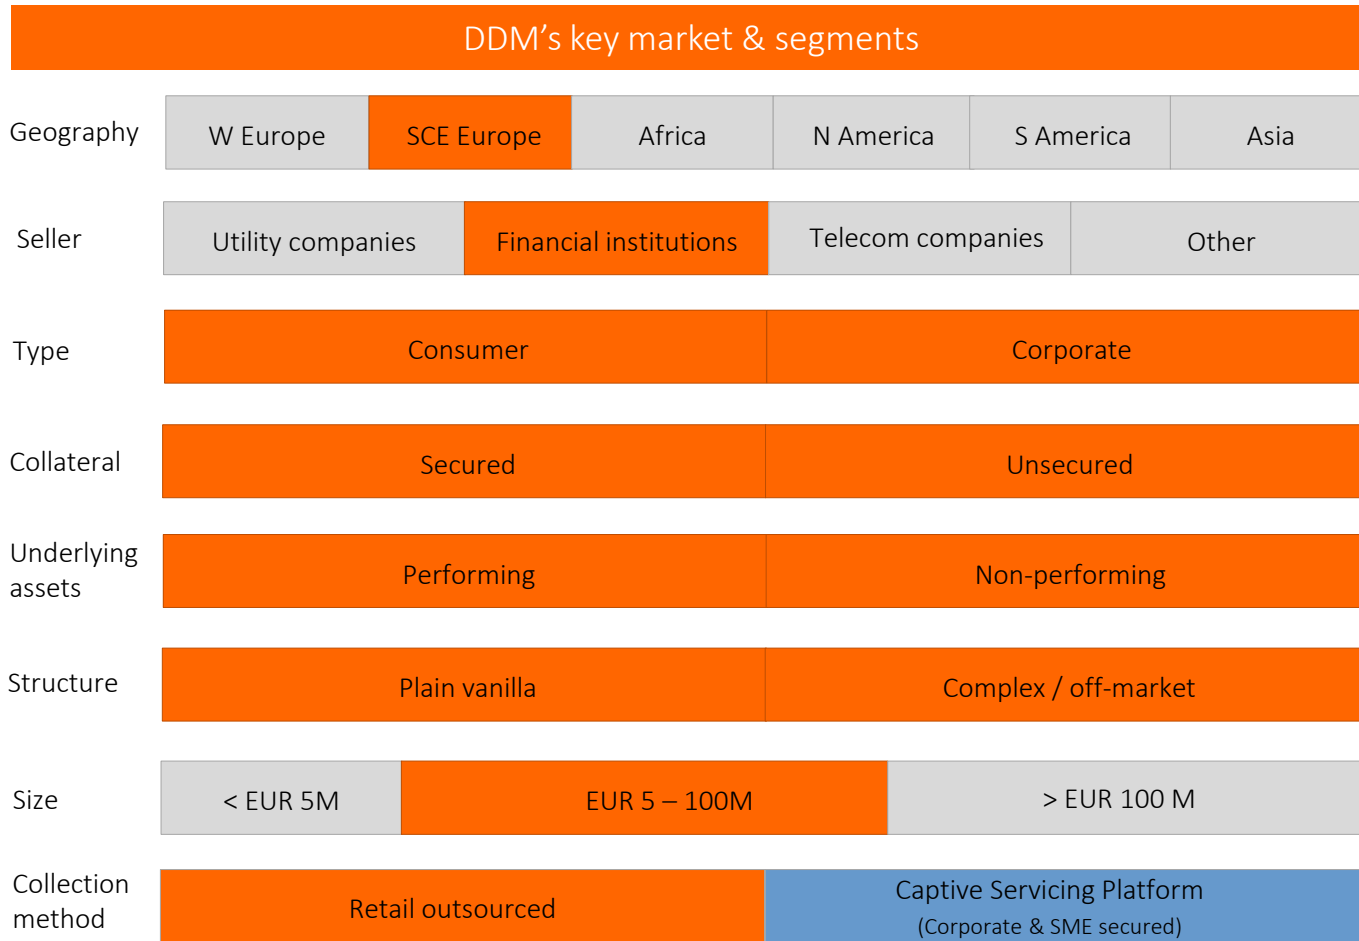 DDM's key market & segments
Geography
W Europe
SCE Europe
Africa
N America
S America
Asia
Seller
Utility companies
Financial institutions
Telecom companies
Other
Type
Consumer
Corporate
Collateral
Secured
Unsecured
Underlying
assets
Performing
Non-performing
Structure
Plain vanilla
Complex / off-market
Size
< EUR 5M
EUR 5 – 100M
> EUR 100 M
Collection
method
Retail outsourced
Captive Servicing Platform
(Corporate & SME secured)